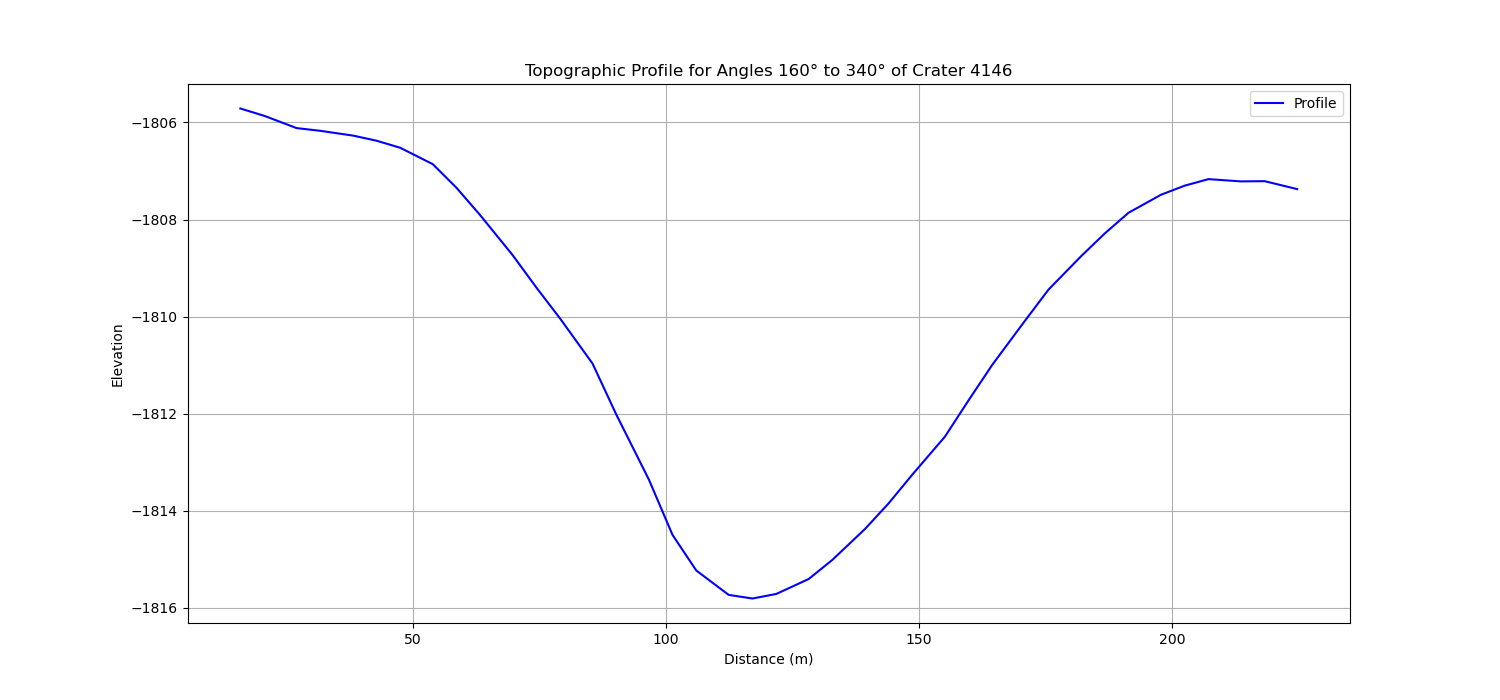 Topographic Profile for Angles 160° to 340° of Crater 4146
Profile
−1806
−1808
−1810
−1812
−1814
−1816
Elevation
50 100 150 200
Distance (m)